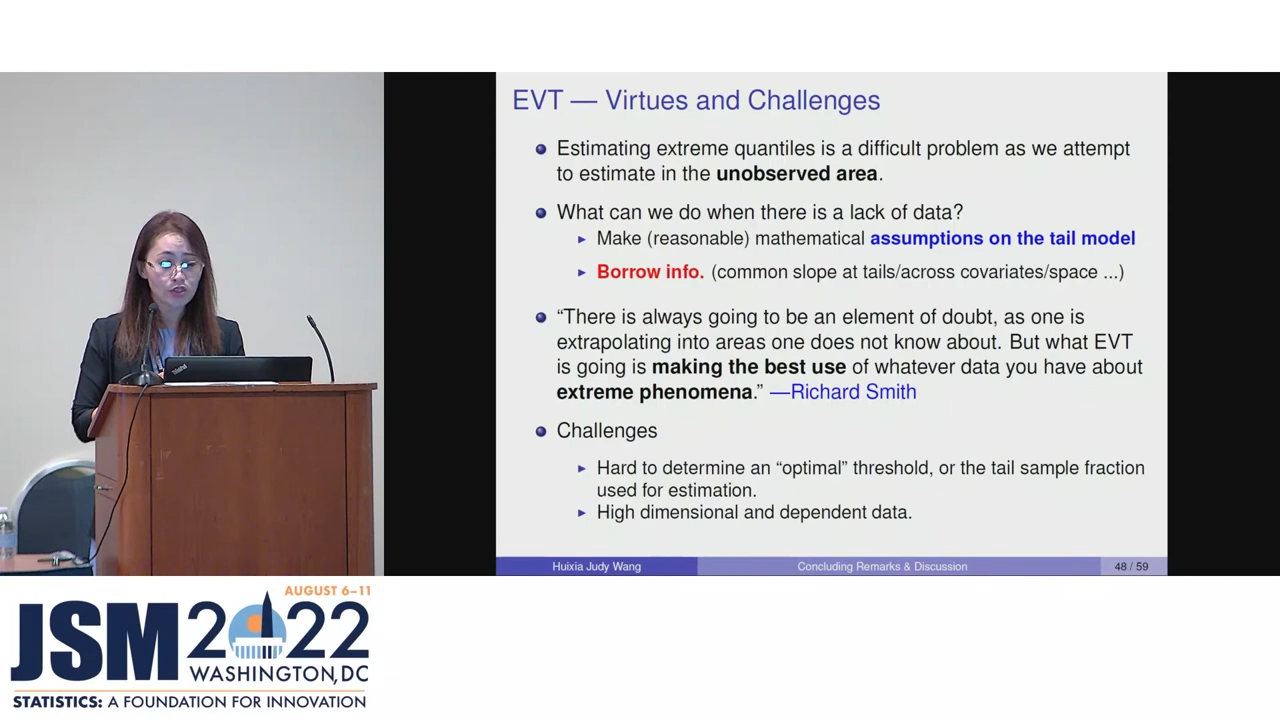 EVT — Virtues and Challenges
Estimating extreme quantiles is a difficult problem as we attempt
to estimate in the unobserved area.
What can we do when there is a lack of data?
Make (reasonable) mathematical assumptions on the tail model
Borrow info. (common slope at tails/across covariates/space ...)
“There is always going to be an element of doubt, as one is
extrapolating into areas one does not know about. But what EVT
is going is making the best use of whatever data you have about
extreme phenomena.” —Richard Smith
Challenges
Hard to determine an “optimal” threshold, or the tail sample fraction
used for estimation.
High dimensional and dependent data.
Huixia Judy Wang
Concluding Remarks & Discussion
48 / 59
ThinkPad
AUGUST 6–11
JSM 2022
WASHINGTON, DC
STATISTICS: A FOUNDATION FOR INNOVATION